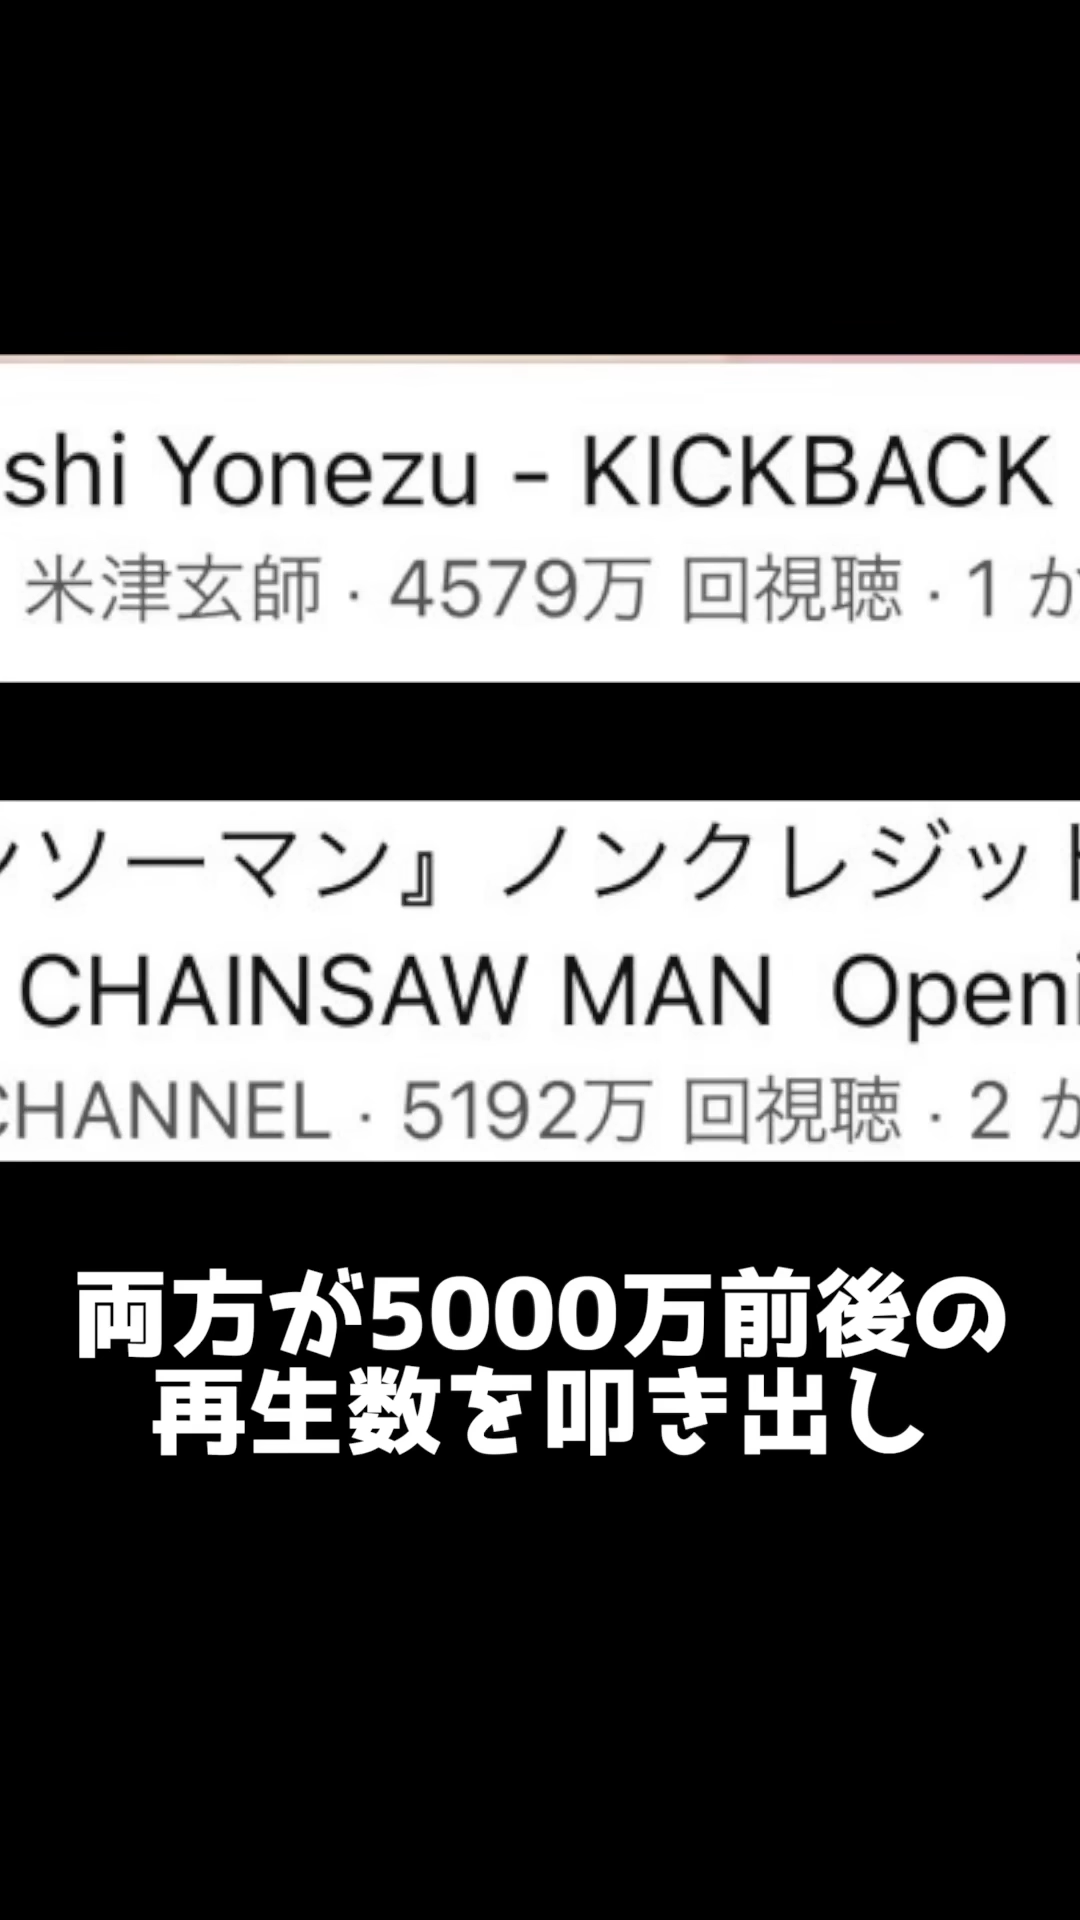 shi Yonezu - KICKBACK
米津玄師 · 4579万 回視聴 · 1 か
ンソーマン』 ノンクレジット
CHAINSAW MAN Openi
CHANNEL · 5192万 回視聴 · 2 か
両方が5000万前後の
再生数を叩き出し